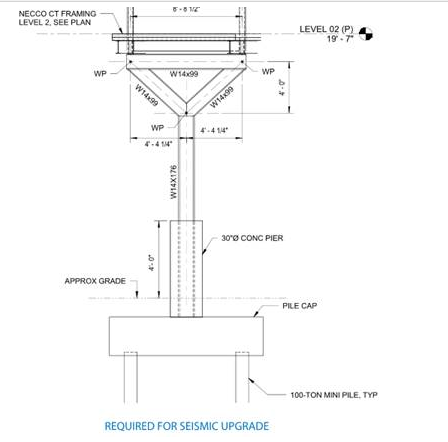 8' - 8 1/2"
NECCO CT FRAMING
LEVEL 2, SEE PLAN
LEVEL 02 (P)
19' - 7"
WP
W14x99
WP
W14x99
W14x99
4' - 0"
WP
4' - 4 1/4"
4' - 4 1/4"
W14X176
30"Ø CONC PIER
4' - 0"
APPROX GRADE
PILE CAP
100-TON MINI PILE, TYP
REQUIRED FOR SEISMIC UPGRADE